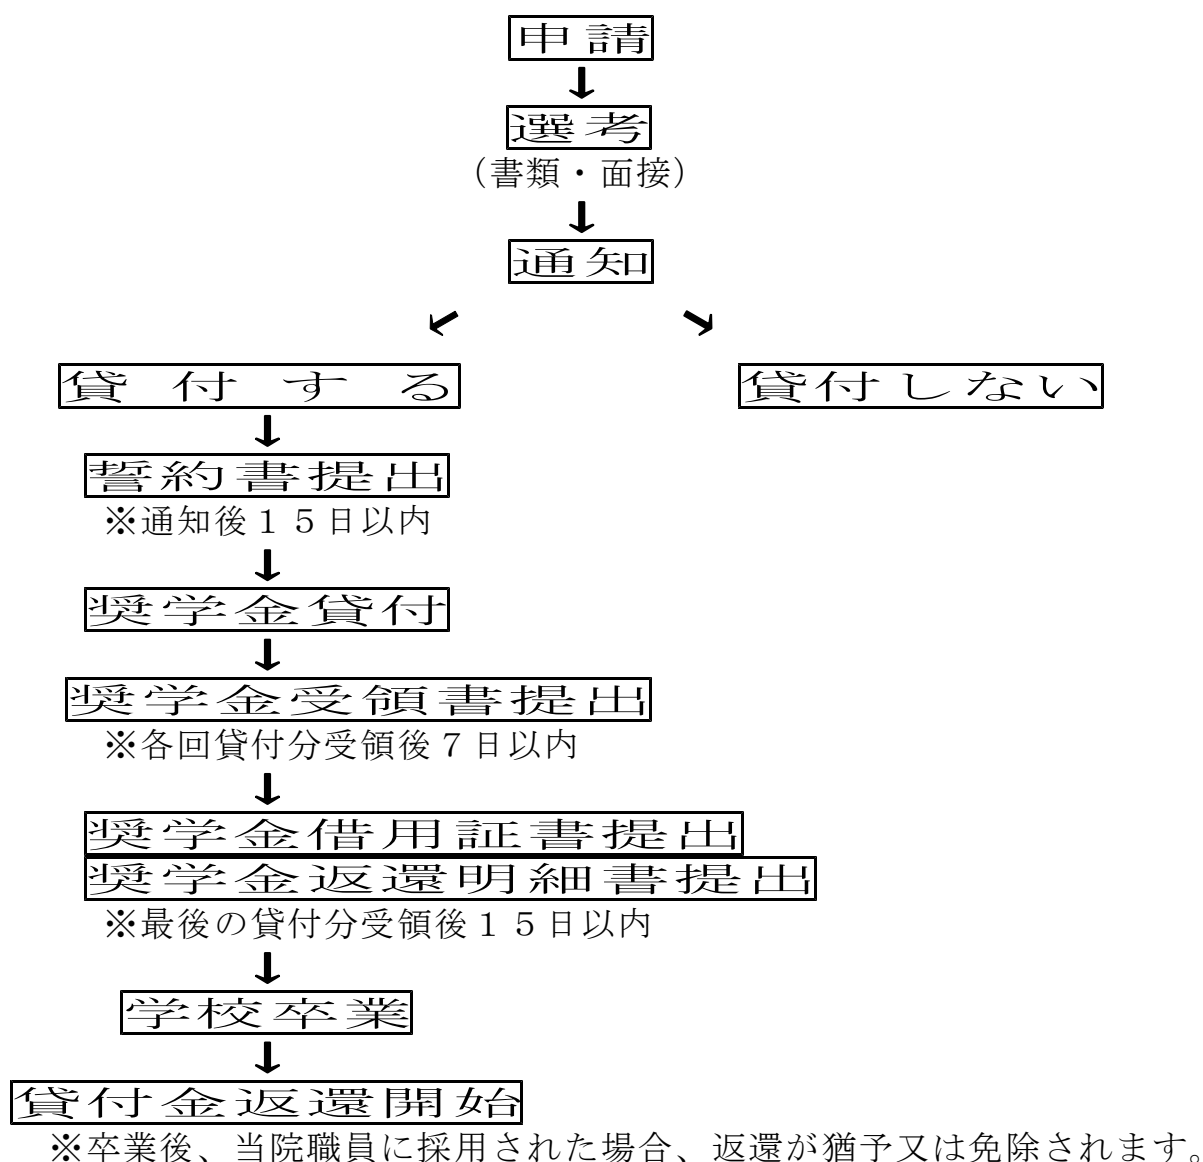 申請
↓
選考
（書類・面接）
↓
通知
↙ ↘
貸付する 貸付しない
↓
誓約書提出
※通知後１５日以内
↓
奨学金貸付
↓
奨学金受領書提出
※各回貸付分受領後７日以内
↓
奨学金借用証書提出
奨学金返還明細書提出
※最後の貸付分受領後１５日以内
↓
学校卒業
↓
貸付金返還開始
※卒業後、当院職員に採用された場合、返還が猶予又は免除されます。